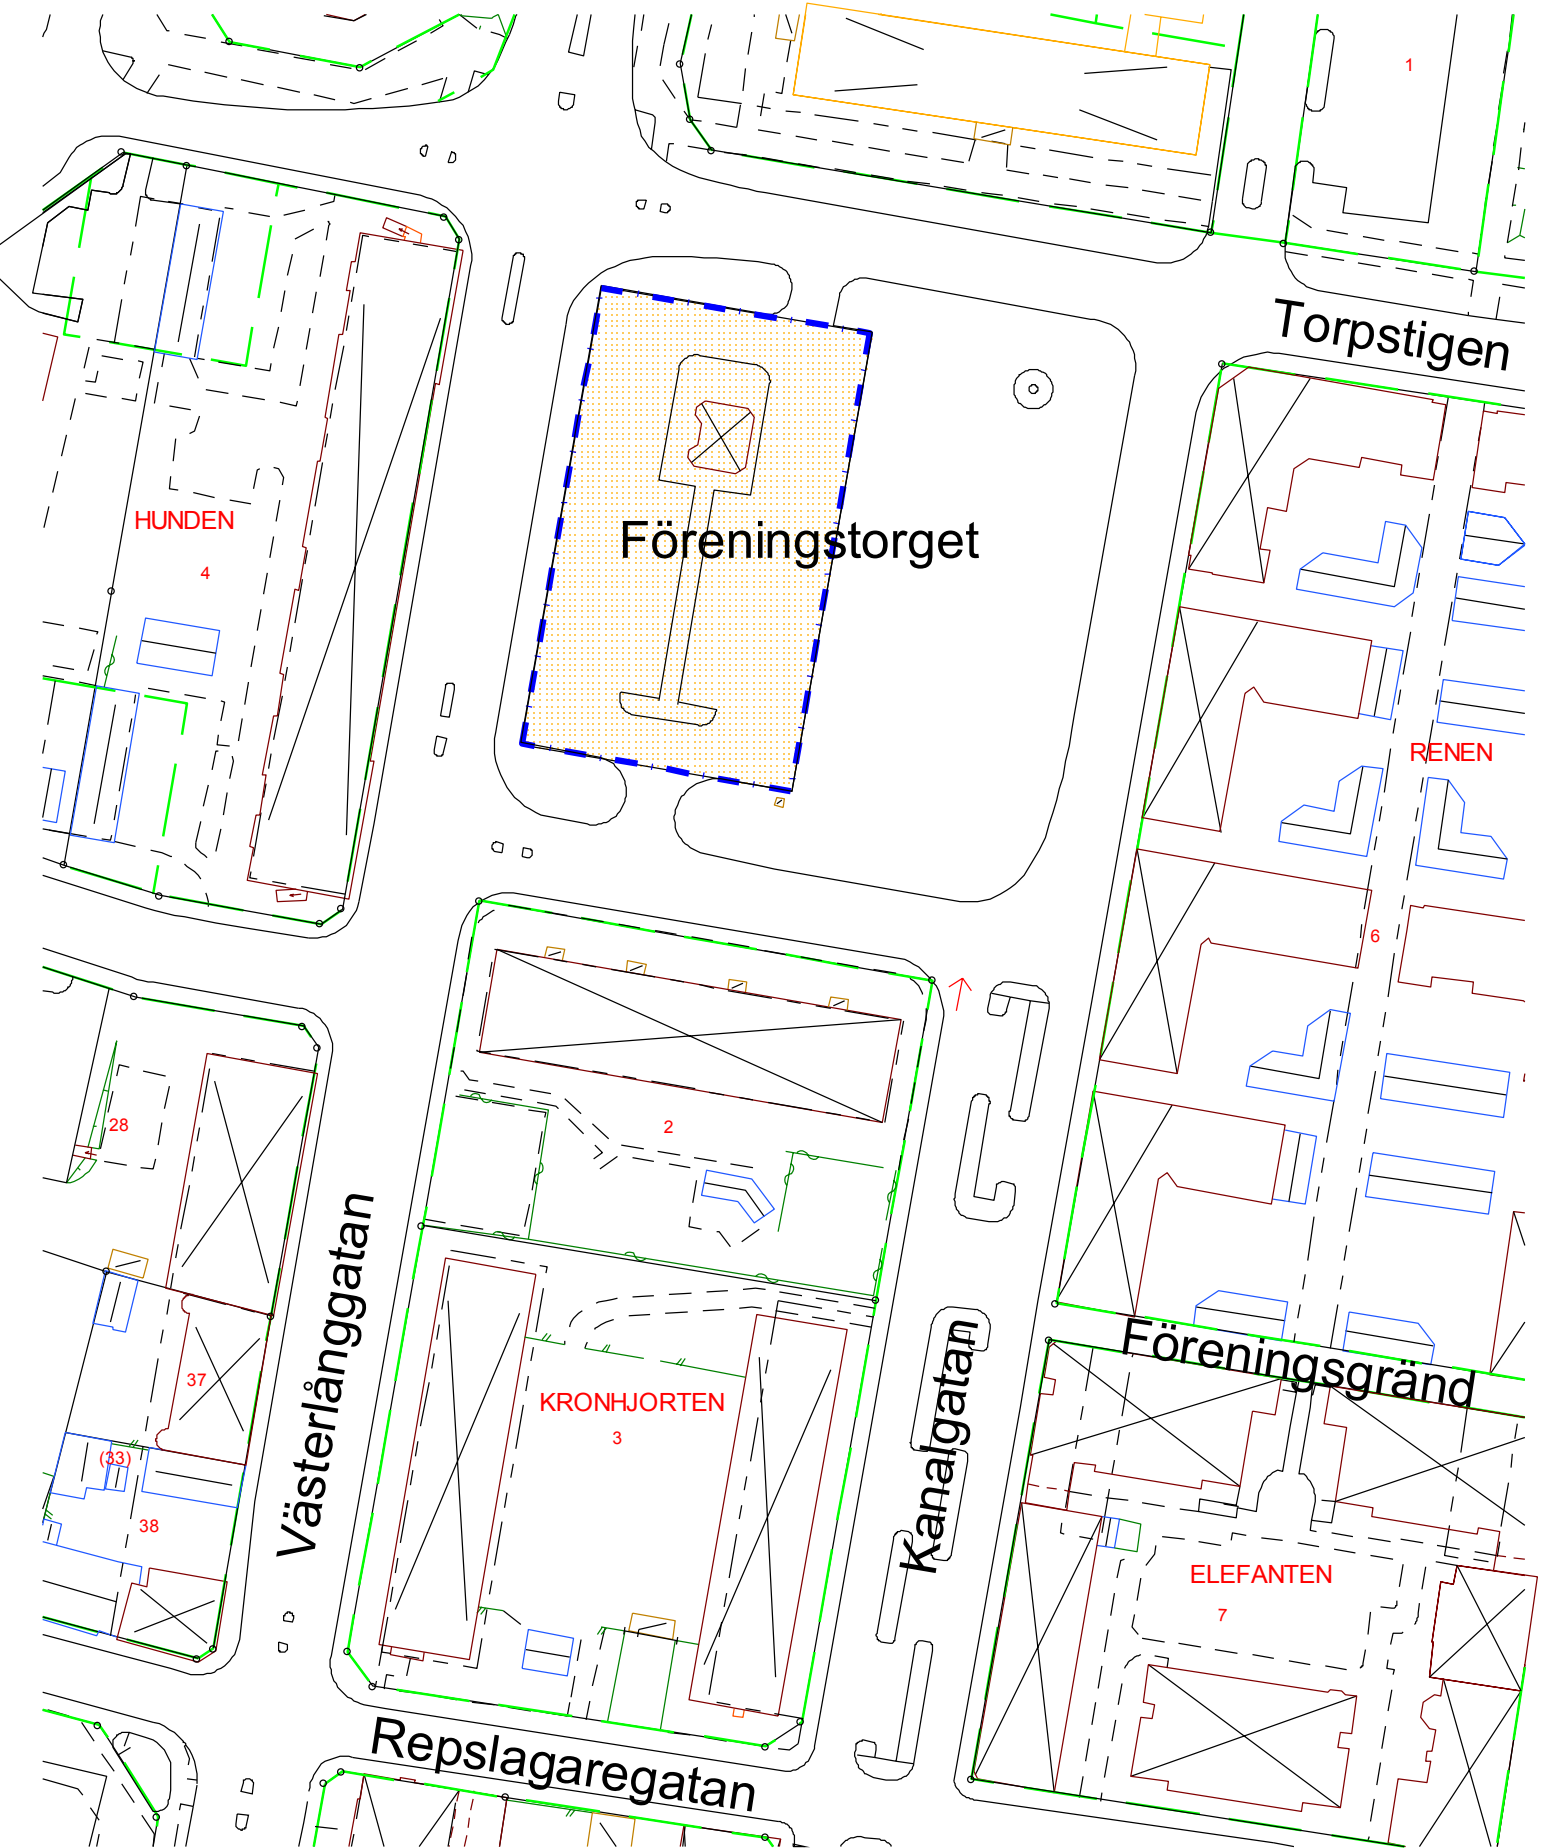 1
Torpstigen
HUNDEN
4
Föreningstorget
RENEN
6
28
2
Västerlånggatan
37
KRONHJORTEN
3
Kanalgatan
Föreningsgränd
(33)
38
ELEFANTEN
7
Repslagaregatan